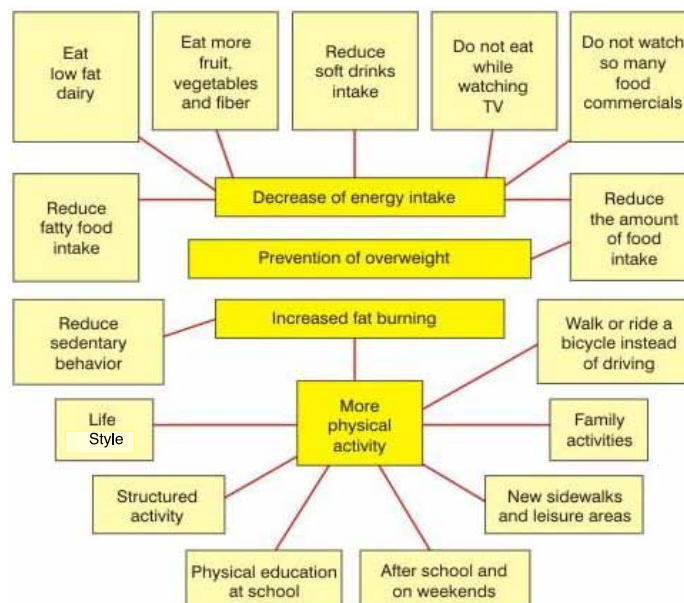 Eat
low fat
dairy
Eat more
fruit,
vegetables
and fiber
Reduce
soft drinks
intake
Do not eat
while
watching
TV
Do not watch
so many
food
commercials
Decrease of energy intake
Reduce
fatty food
intake
Reduce
the amount
of food
intake
Prevention of overweight
Increased fat burning
Reduce
sedentary
behavior
Walk or ride a
bicycle instead
of driving
More
physical
activity
Life
Style
Family
activities
Structured
activity
New sidewalks
and leisure areas
Physical education
at school
After school and
on weekends